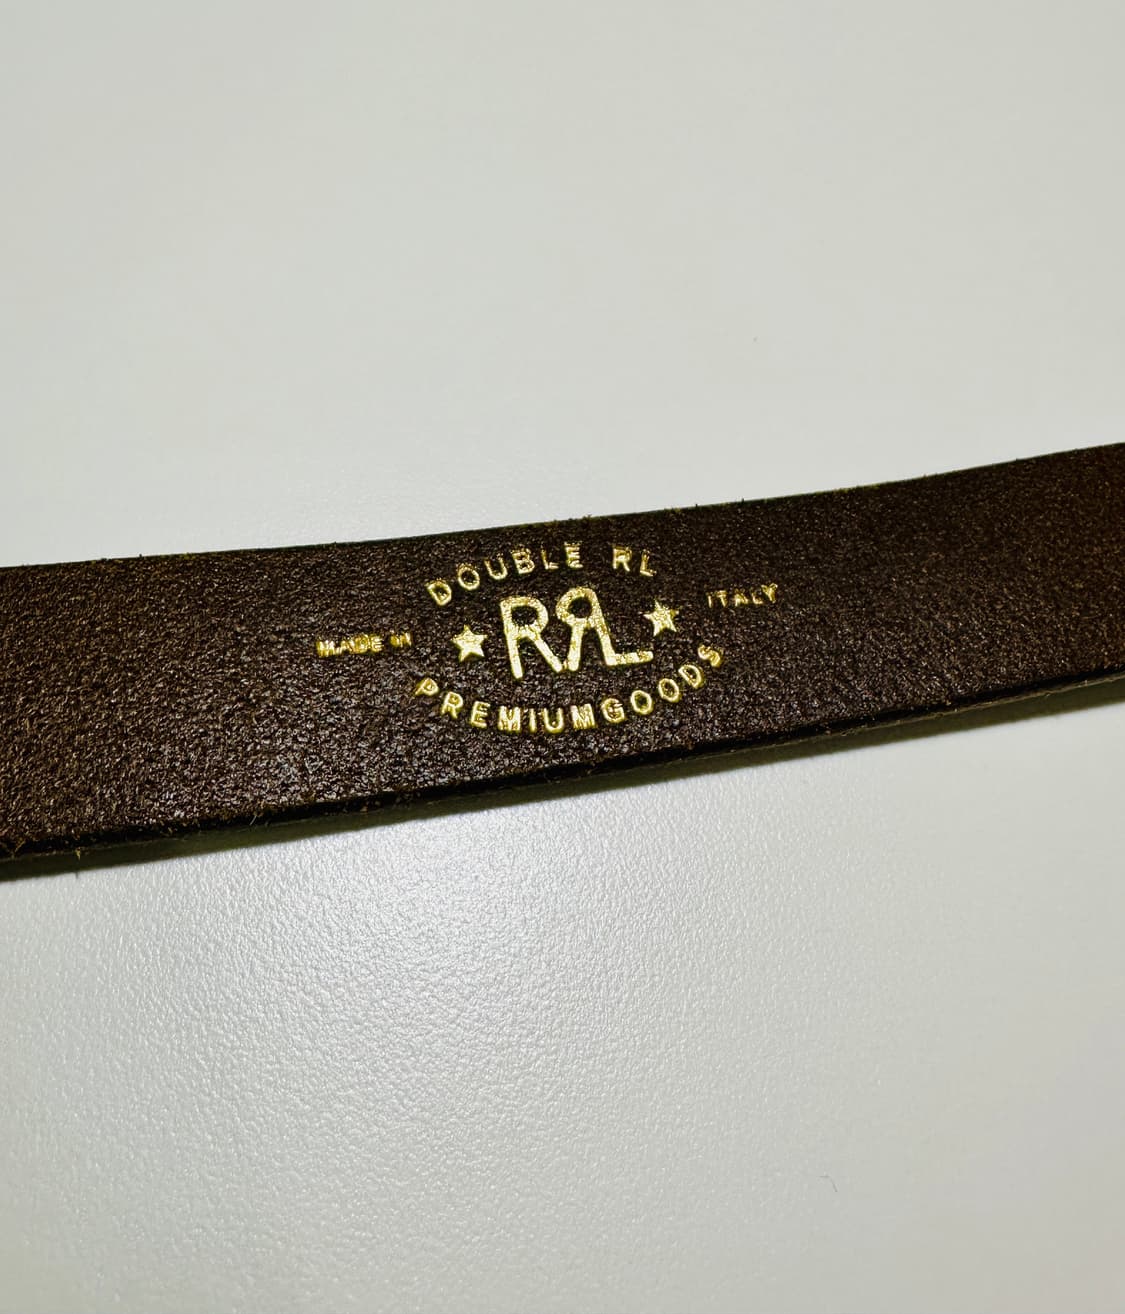 DOUBLE RL
MADE IN ★ RRL ★ ITALY
PREMIUMGOODS